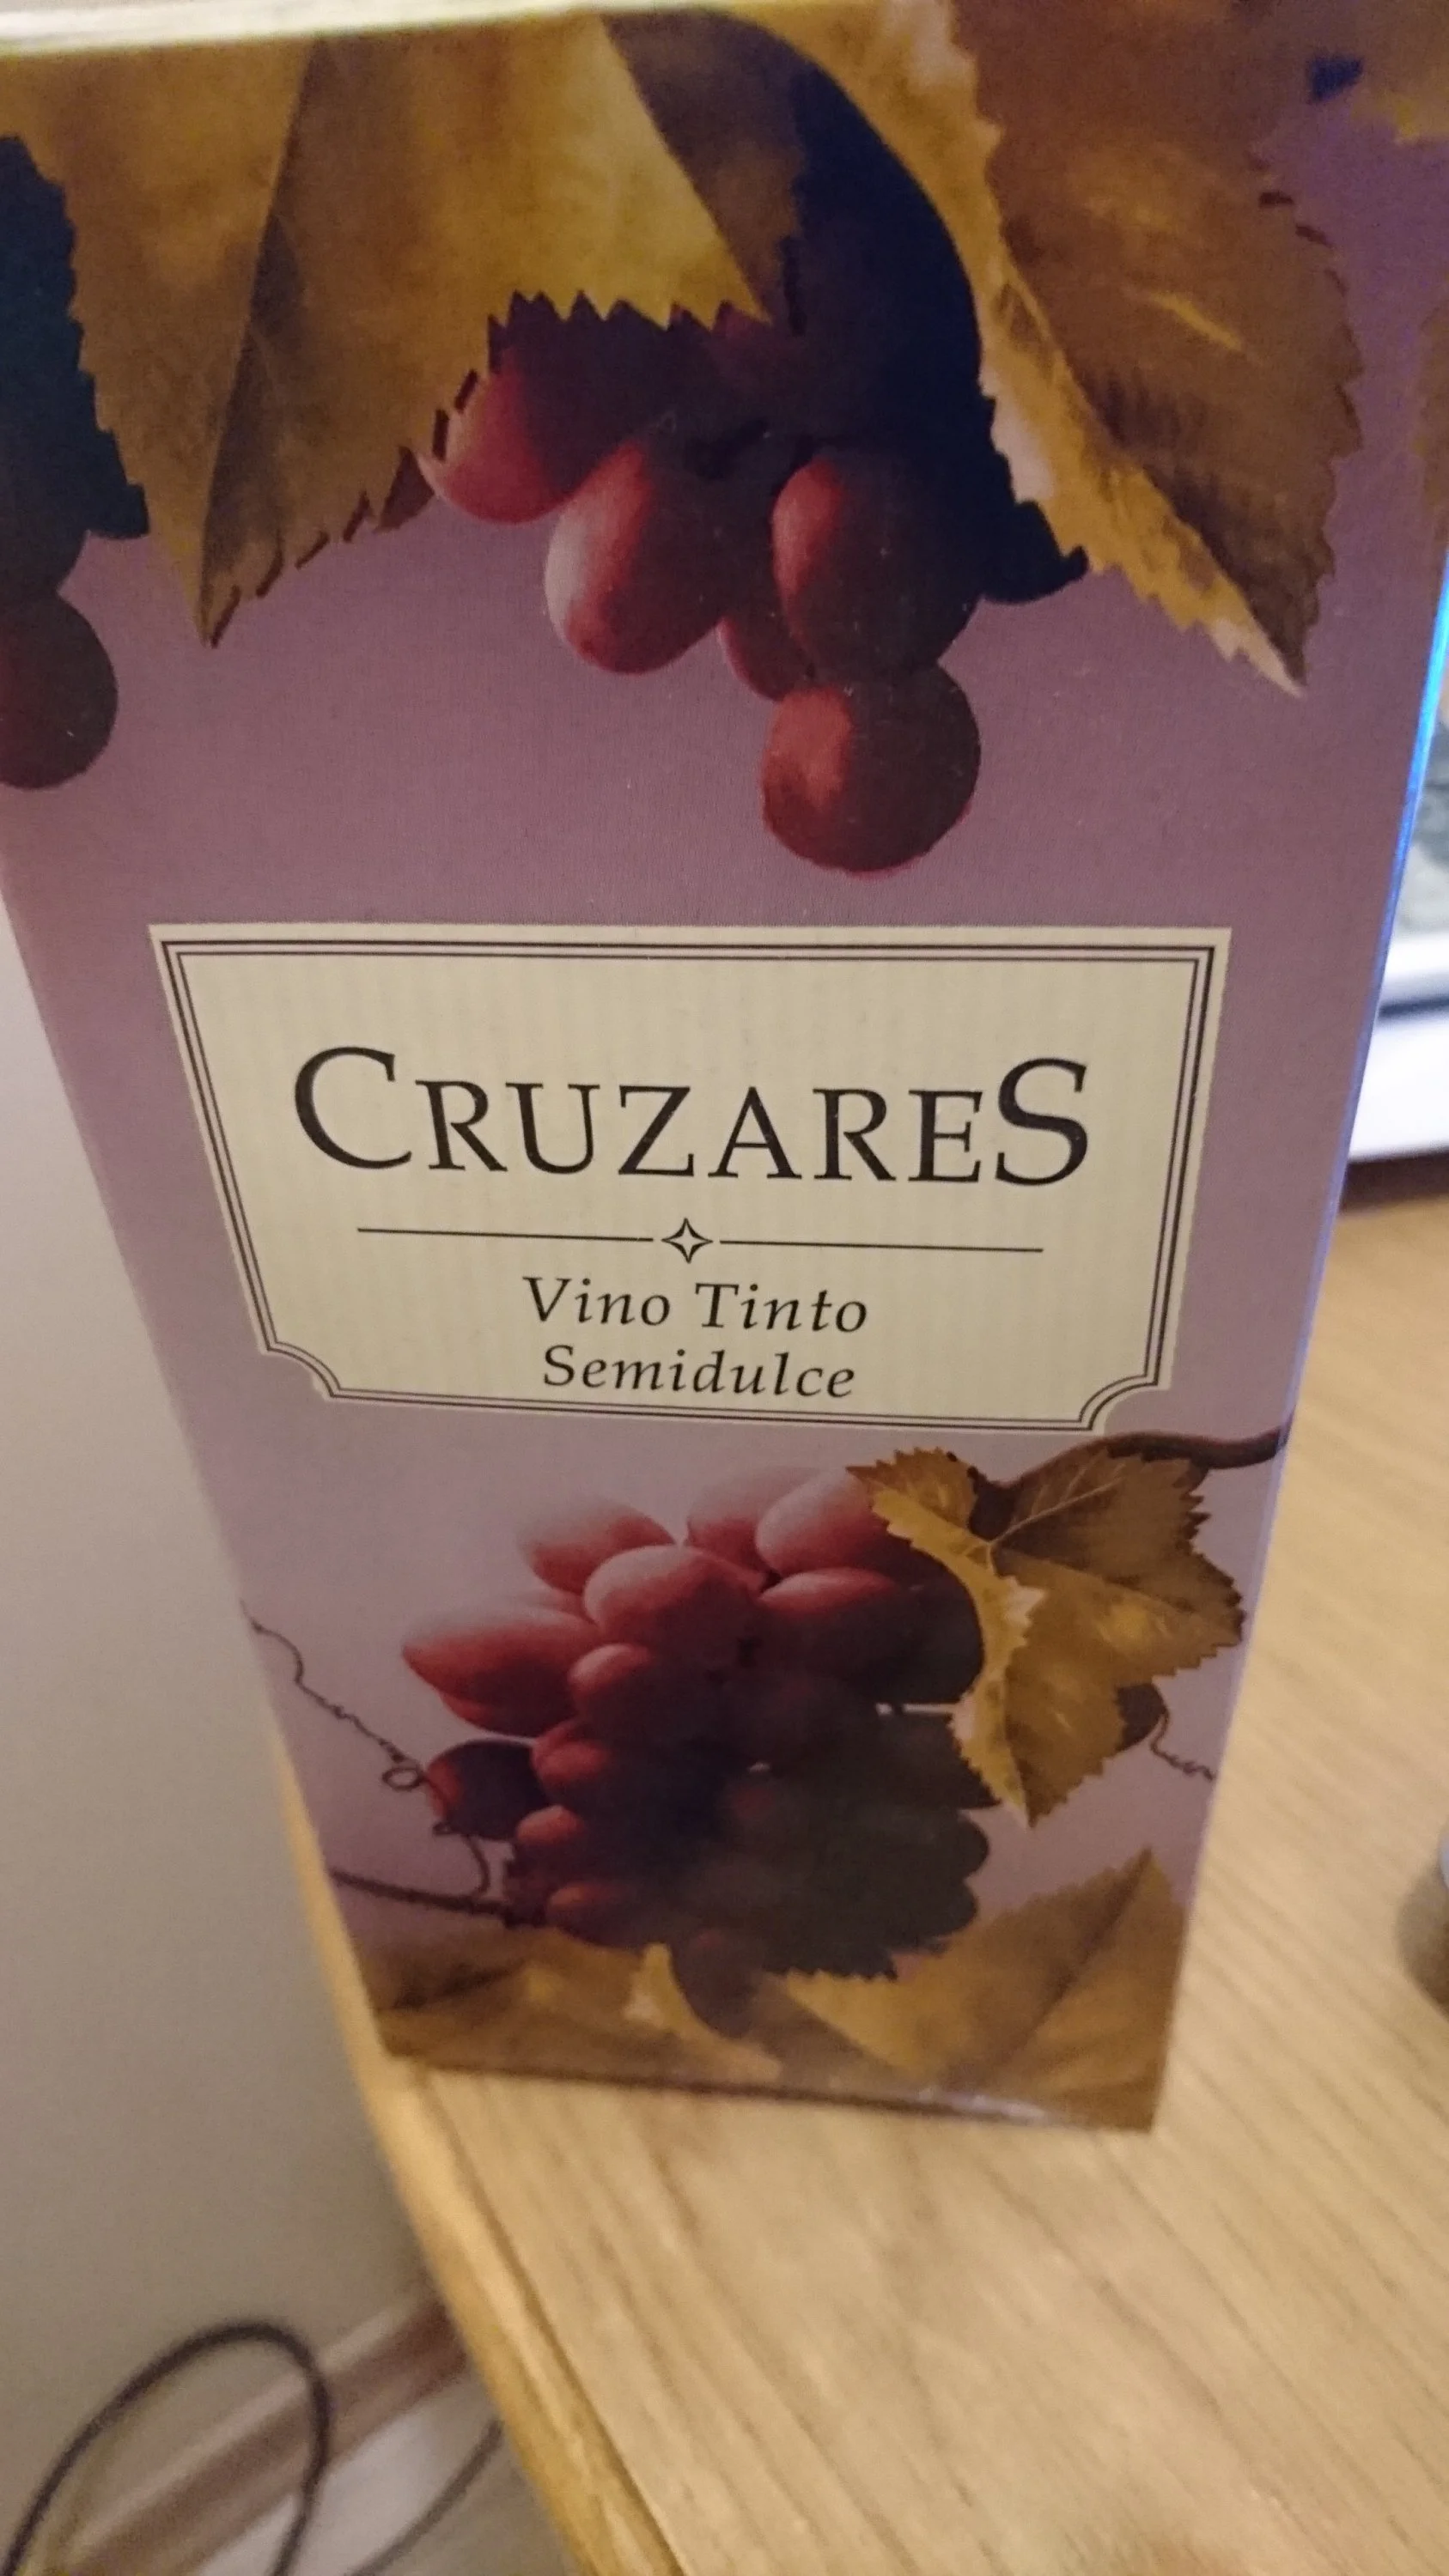 CRUZARES
Vino Tinto
Semidulce